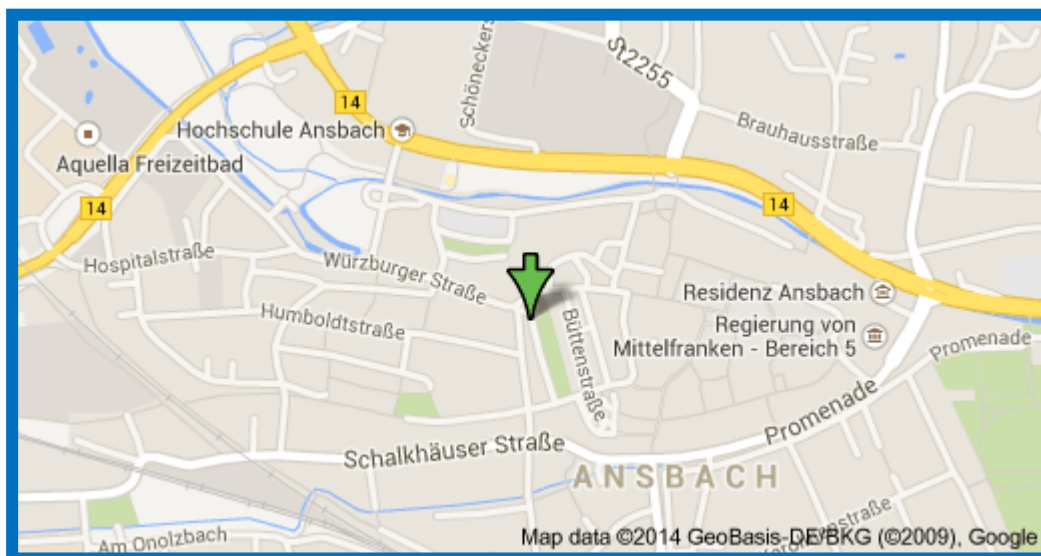 St2255
Schöneckers
14
Hochschule Ansbach
Brauhausstraße
Aquella Freizeitbad
14
14
Hospitalstraße
Würzburger Straße
Residenz Ansbach
Humboldtstraße
Büttenstraße
Regierung von
Mittelfranken - Bereich 5
Promenade
Promenade
Schalkhäuser Straße
ANSBACH
Am Onolzbach
Map data ©2014 GeoBasis-DE/BKG (©2009), Google